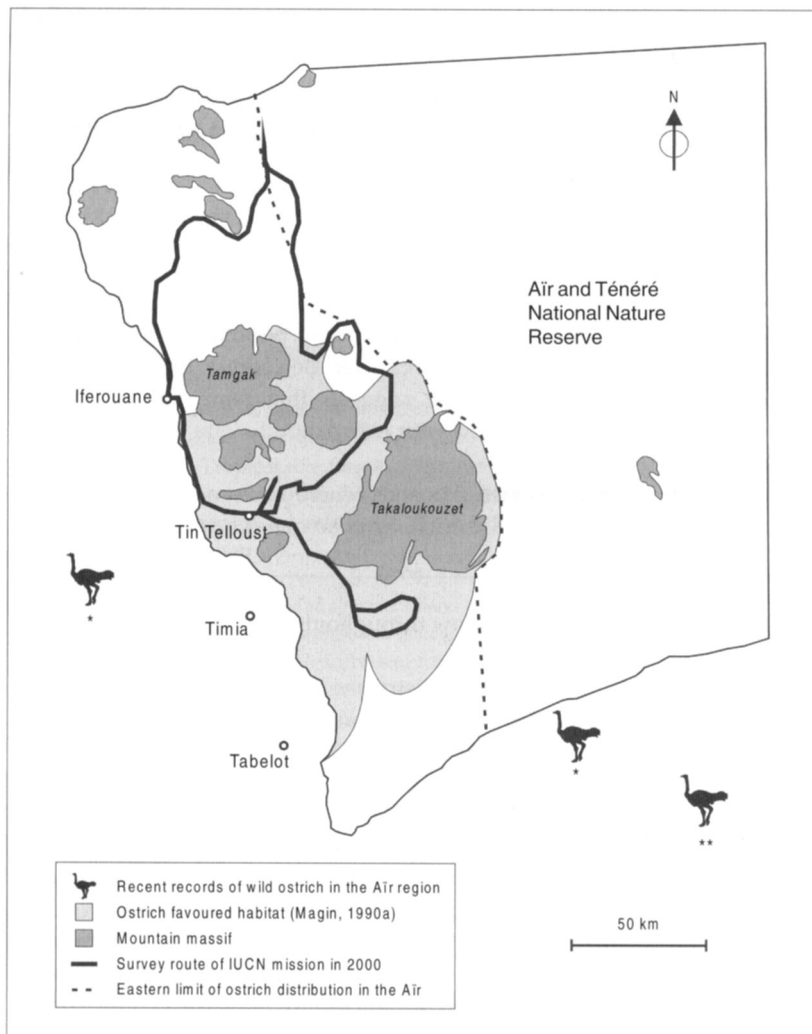 N
Aïr and Ténéré
National Nature
Reserve
Tamgak
Iferouane
Takaloukouzet
Tin Telloust
*
Timia
*
Tabelot
**
Recent records of wild ostrich in the Aïr region
Ostrich favoured habitat (Magin, 1990a)
Mountain massif
Survey route of IUCN mission in 2000
Eastern limit of ostrich distribution in the Aïr
50 km